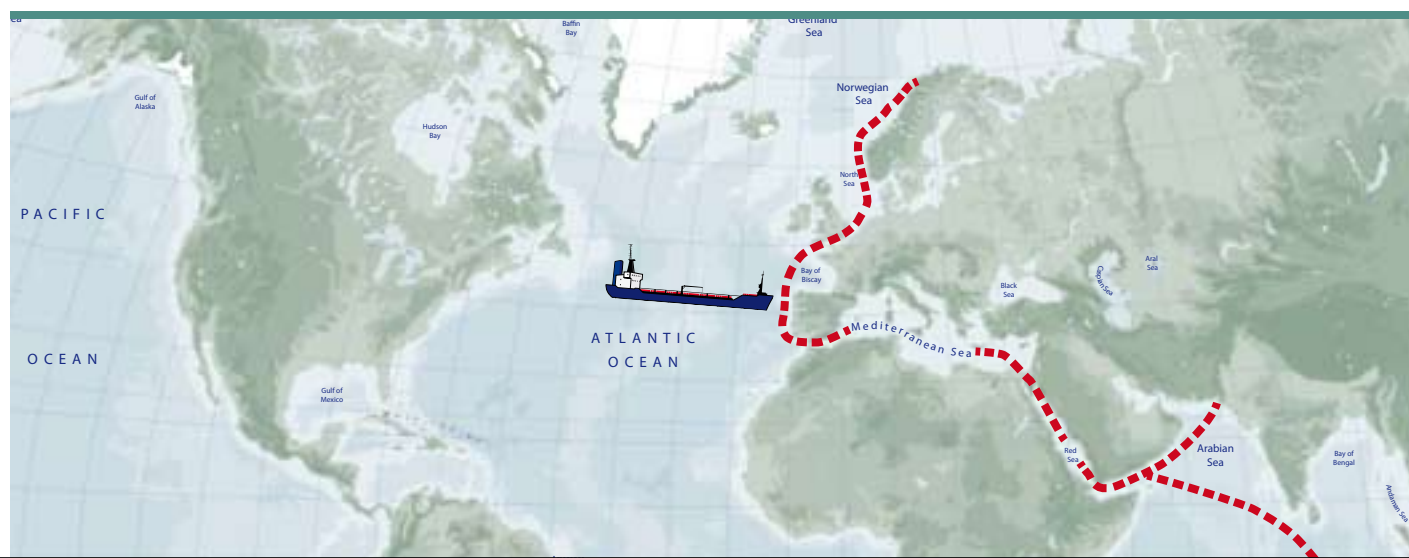 Greenland
Sea
Baffin
Bay
Norwegian
Sea
Gulf of
Alaska
Hudson
Bay
North
Sea
PACIFIC
OCEAN
Bay of
Biscay
Black
Sea
Caspian Sea
Aral
Sea
ATLANTIC
OCEAN
Mediterranean Sea
Gulf of
Mexico
Red
Sea
Arabian
Sea
Bay of
Bengal
Andaman Sea